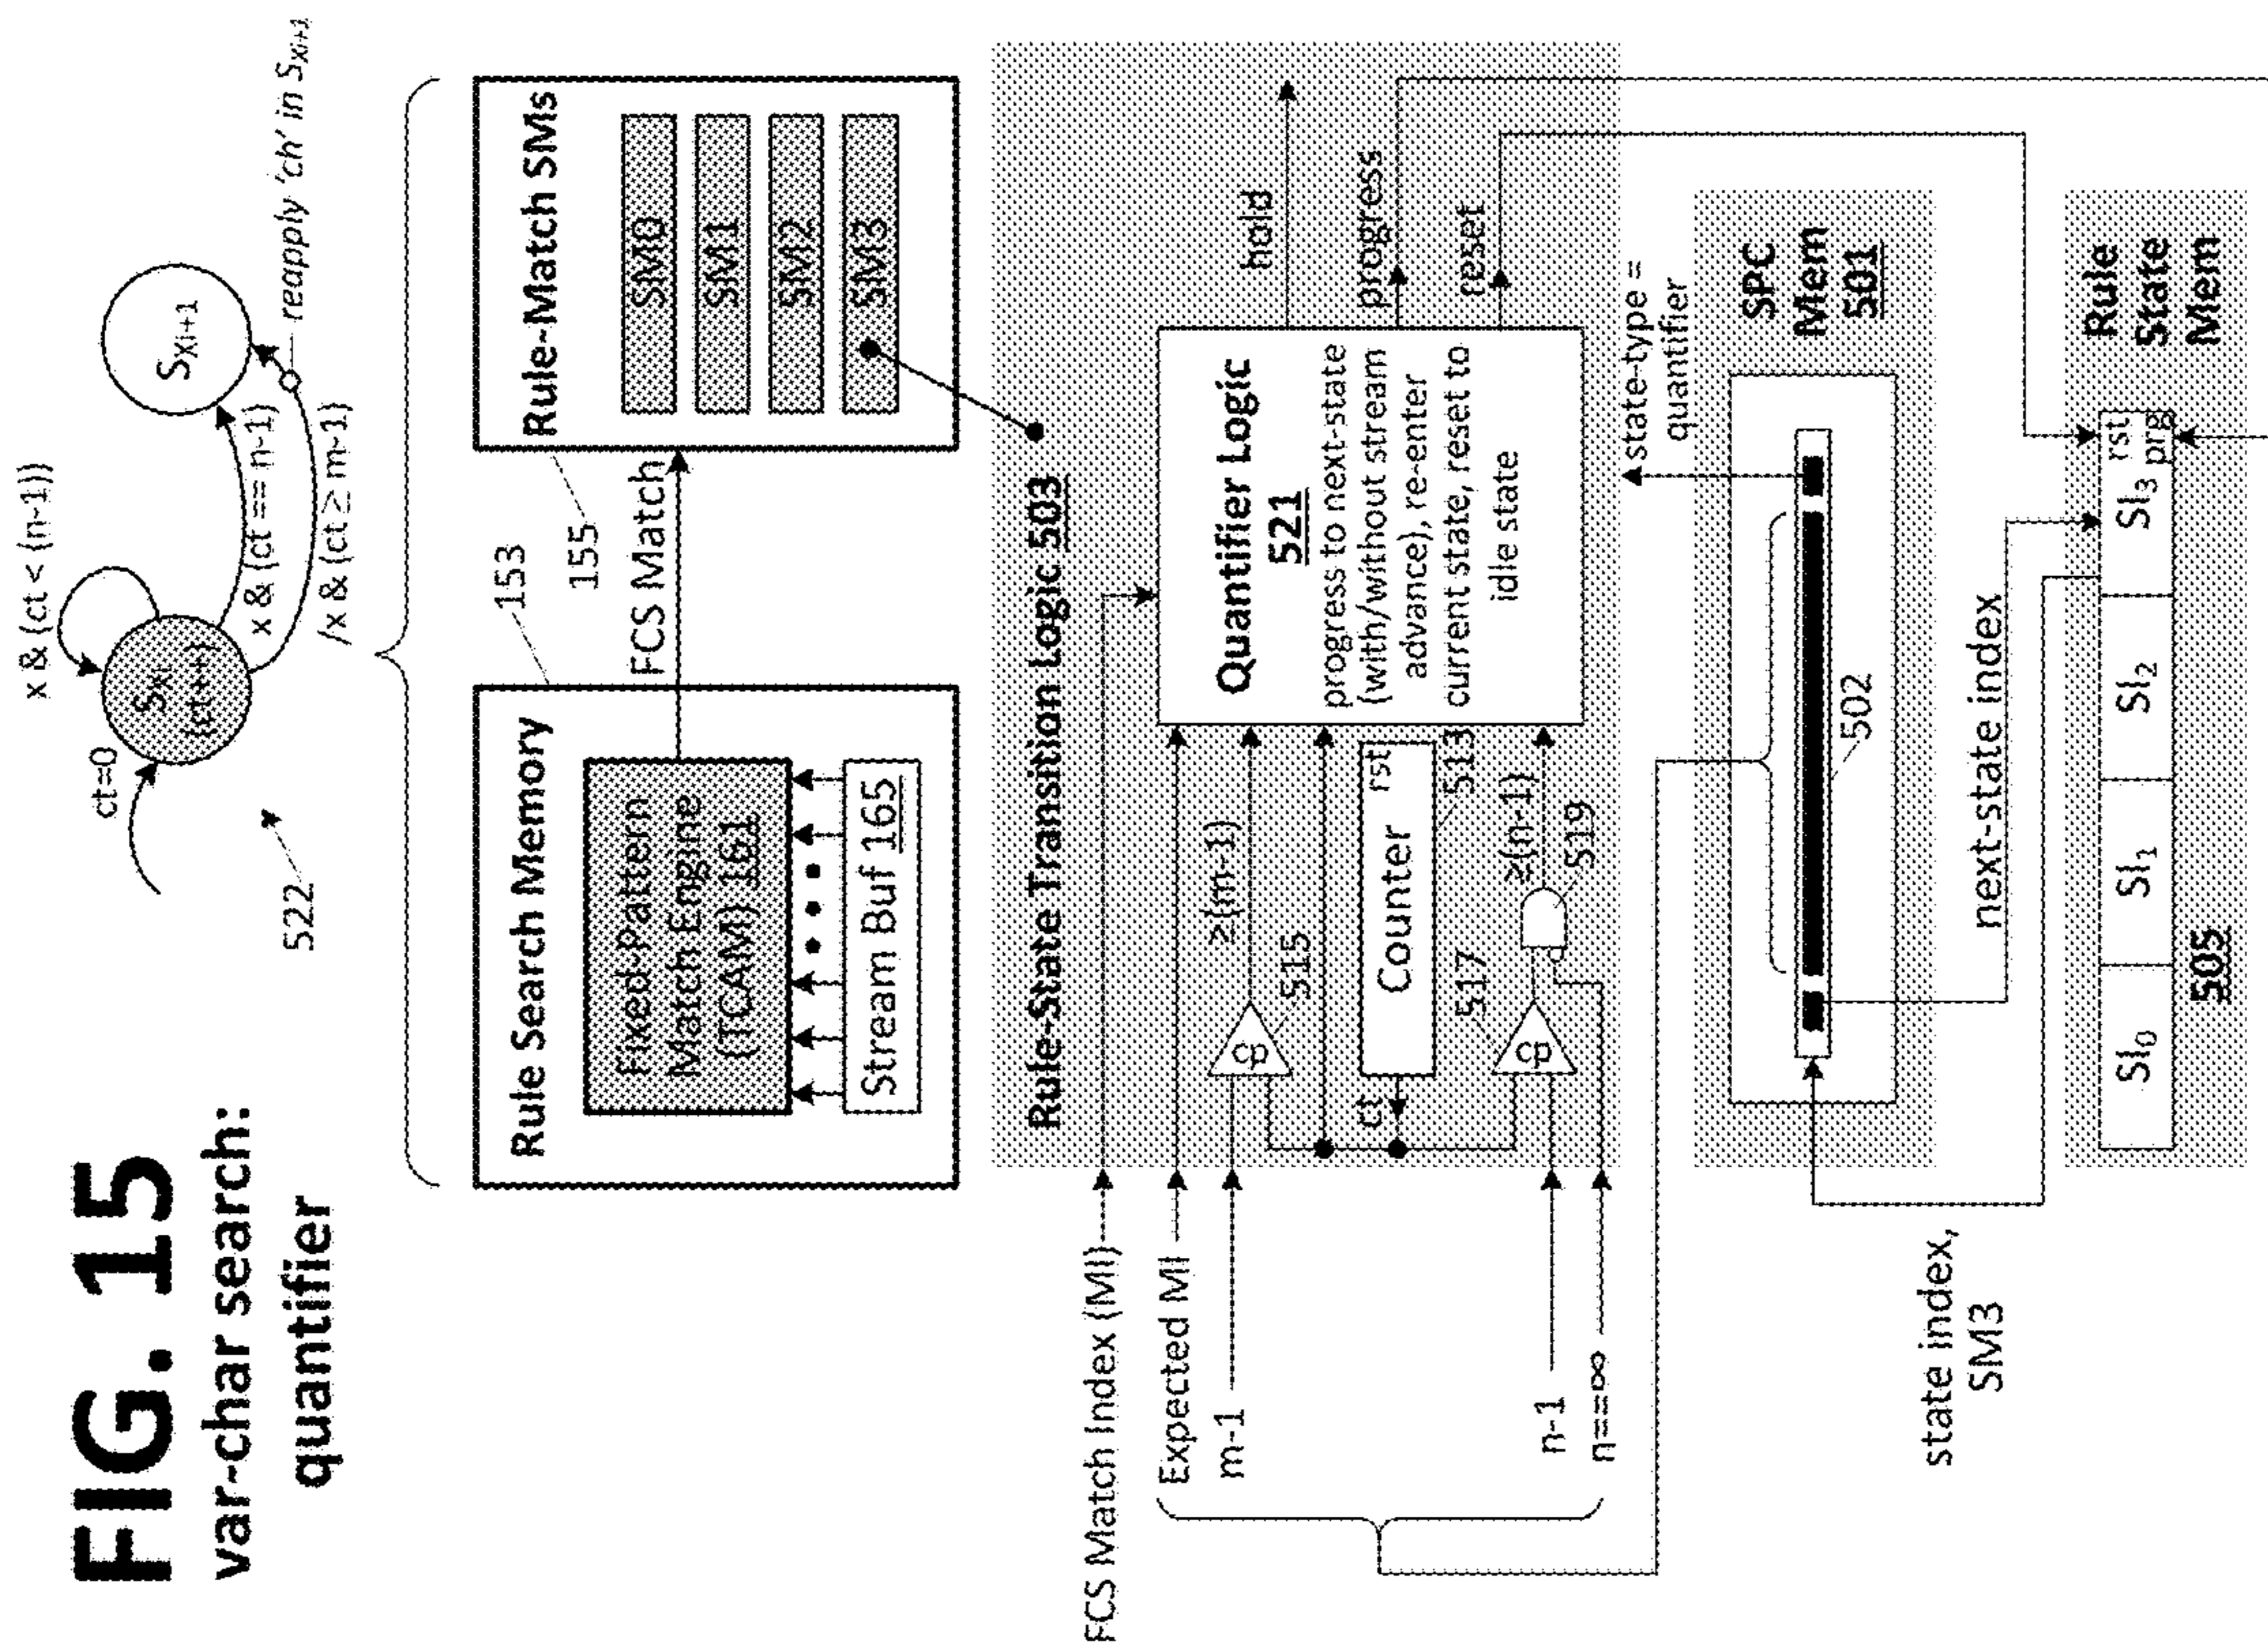 FIG. 15
var-char search:
quantifier
522
ct=0
x & (ct < (n-1))
S_Xi
(ct++)
x & (ct == n-1)
/x & (ct ≥ m-1)
S_Xi+1
reapply 'ch' in S_Xi+1
Rule Search Memory
153
Fixed-Pattern
Match Engine
(TCAM) 161
Stream Buf 165
FCS Match
155
Rule-Match SMs
SM0
SM1
SM2
SM3
Rule-State Transition Logic 503
FCS Match Index (MI)
Expected MI
m-1
n-1
n==∞
cp
515
≥(m-1)
ct
Counter
rst
513
cp
517
≥(n-1)
519
Quantifier Logic
521
progress to next-state
(with/without stream
advance), re-enter
current state, reset to
idle state
hold
progress
reset
state-type =
quantifier
SPC
Mem
501
502
state index,
SM3
next-state index
Rule
State
Mem
505
SI0
SI1
SI2
SI3
rst
prg